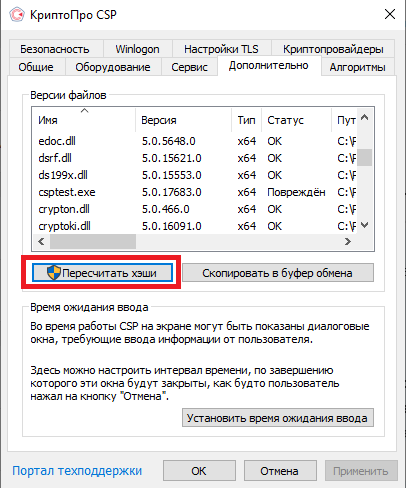 КриптоПро CSP
Безопасность Winlogon Настройки TLS Криптопровайдеры
Общие Оборудование Сервис Дополнительно Алгоритмы
Версии файлов
Имя Версия Тип Статус Пут
edoc.dll 5.0.5648.0 x64 OK C:\F
dsrf.dll 5.0.15621.0 x64 OK C:\F
ds199x.dll 5.0.15553.0 x64 OK C:\F
csptest.exe 5.0.17683.0 x64 Повреждён C:\F
crypton.dll 5.0.466.0 x64 OK C:\F
cryptoki.dll 5.0.16091.0 x64 OK C:\F
Пересчитать хэши Скопировать в буфер обмена
Время ожидания ввода
Во время работы CSP на экране могут быть показаны диалоговые
окна, требующие ввода информации от пользователя.
Здесь можно настроить интервал времени, по завершению
которого эти окна будут закрыты, как будто пользователь
нажал на кнопку "Отмена".
Установить время ожидания ввода
Портал техподдержки ОК Отмена Применить